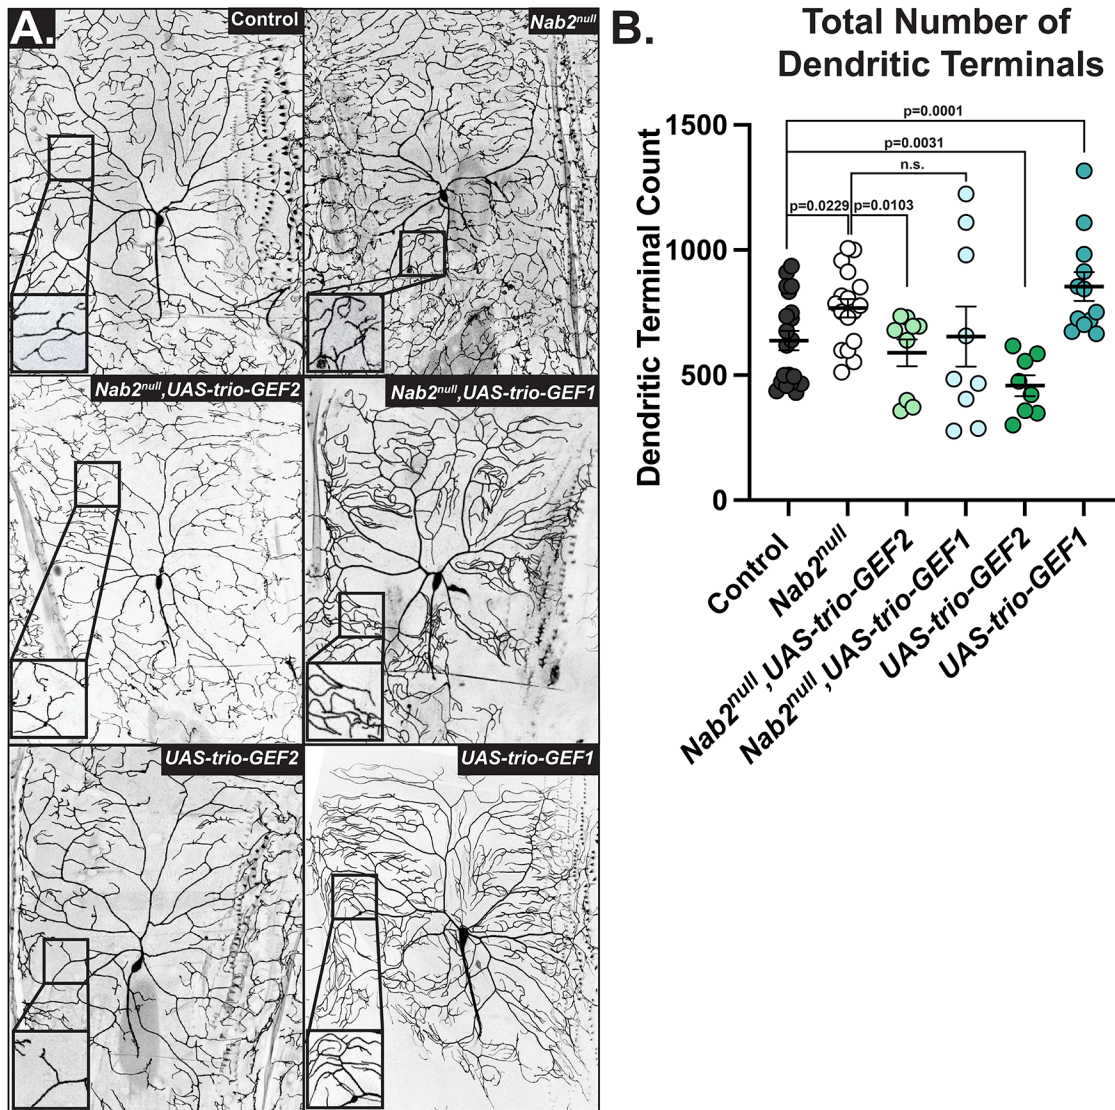 A.
Control
Nab2null
Nab2null,UAS-trio-GEF2
Nab2null,UAS-trio-GEF1
UAS-trio-GEF2
UAS-trio-GEF1
B.
Total Number of
Dendritic Terminals
Dendritic Terminal Count
1500
1000
500
0
p=0.0001
p=0.0031
n.s.
p=0.0229
p=0.0103
Control
Nab2null
Nab2null,UAS-trio-GEF2
Nab2null,UAS-trio-GEF1
UAS-trio-GEF2
UAS-trio-GEF1